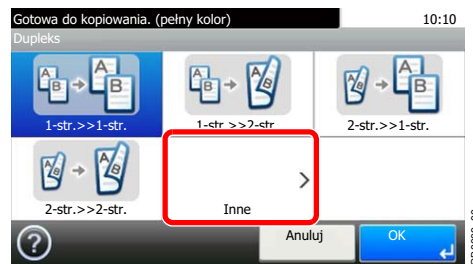 Gotowa do kopiowania. (pełny kolor) 10:10
Dupleks
1-str.>>1-str. 1-str.>>2-str. 2-str.>>1-str.
2-str.>>2-str. Inne
? Anuluj OK